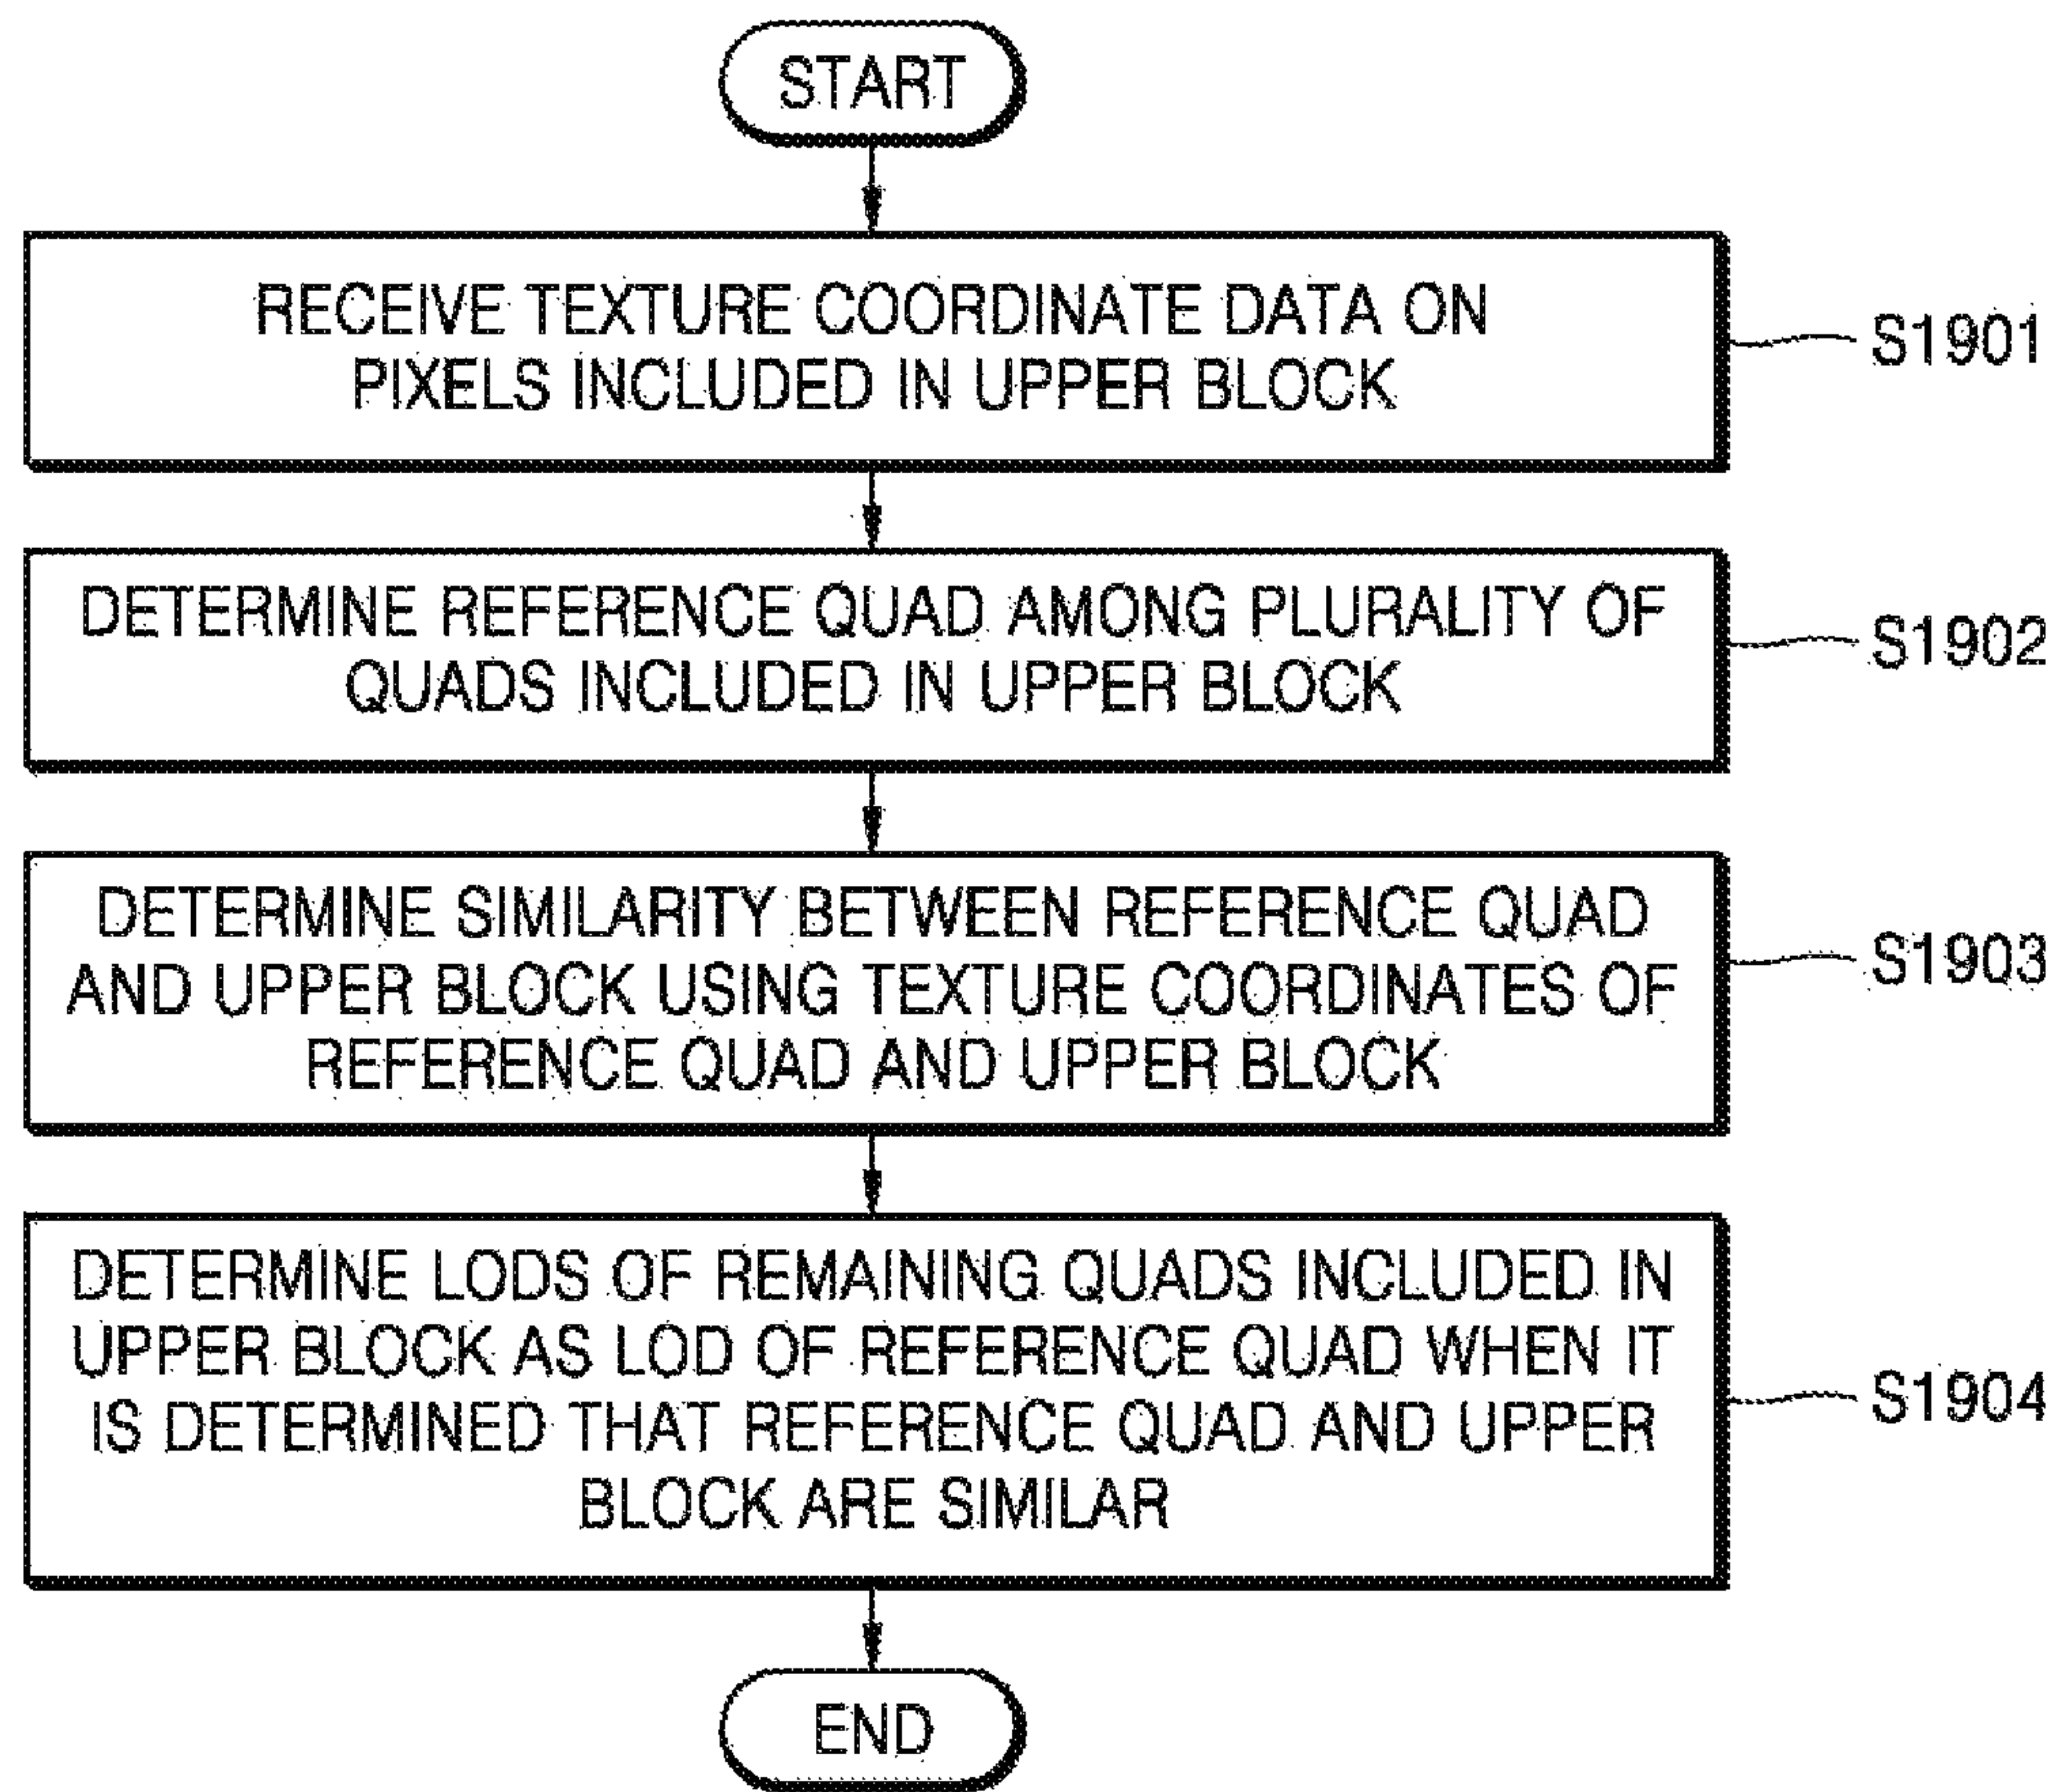 START
RECEIVE TEXTURE COORDINATE DATA ON
PIXELS INCLUDED IN UPPER BLOCK
S1901
DETERMINE REFERENCE QUAD AMONG PLURALITY OF
QUADS INCLUDED IN UPPER BLOCK
S1902
DETERMINE SIMILARITY BETWEEN REFERENCE QUAD
AND UPPER BLOCK USING TEXTURE COORDINATES OF
REFERENCE QUAD AND UPPER BLOCK
S1903
DETERMINE LODS OF REMAINING QUADS INCLUDED IN
UPPER BLOCK AS LOD OF REFERENCE QUAD WHEN IT
IS DETERMINED THAT REFERENCE QUAD AND UPPER
BLOCK ARE SIMILAR
S1904
END